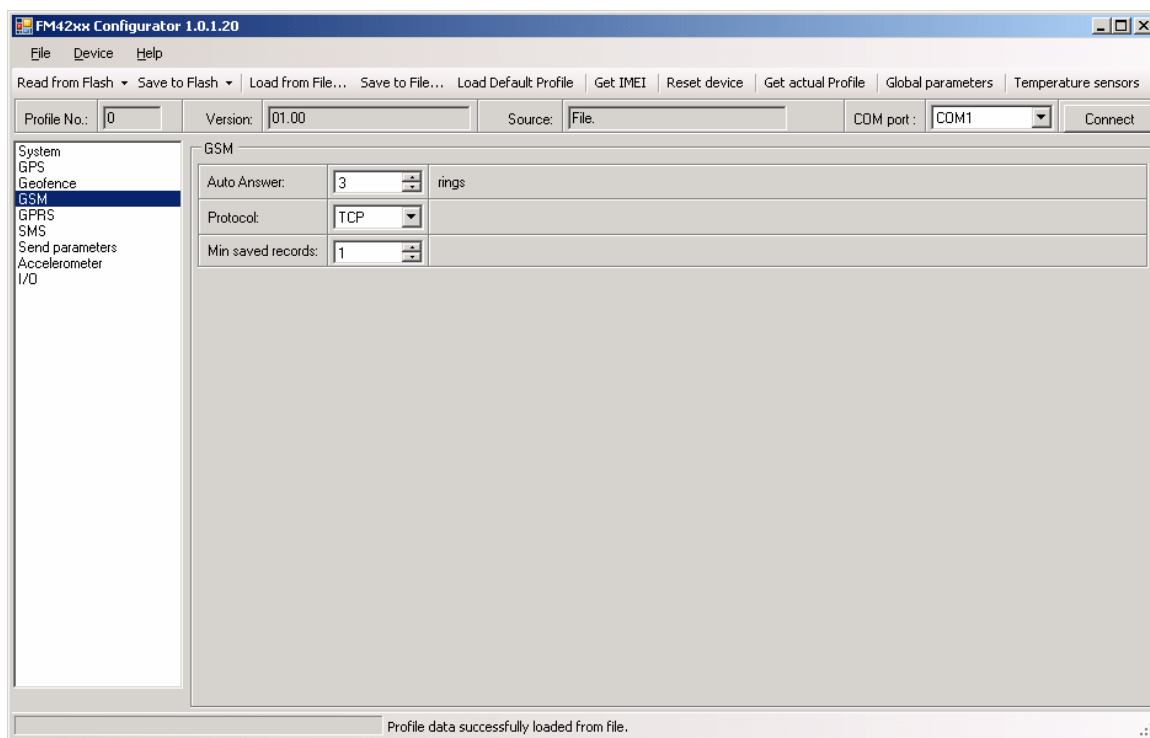 FM42xx Configurator 1.0.1.20
File Device Help
Read from Flash Save to Flash Load from File... Save to File... Load Default Profile Get IMEI Reset device Get actual Profile Global parameters Temperature sensors
Profile No.: 0 Version: 01.00 Source: File. COM port : COM1 Connect
System
GPS
Geofence
GSM
GPRS
SMS
Send parameters
Accelerometer
I/O
GSM
Auto Answer: 3 rings
Protocol: TCP
Min saved records: 1
Profile data successfully loaded from file.